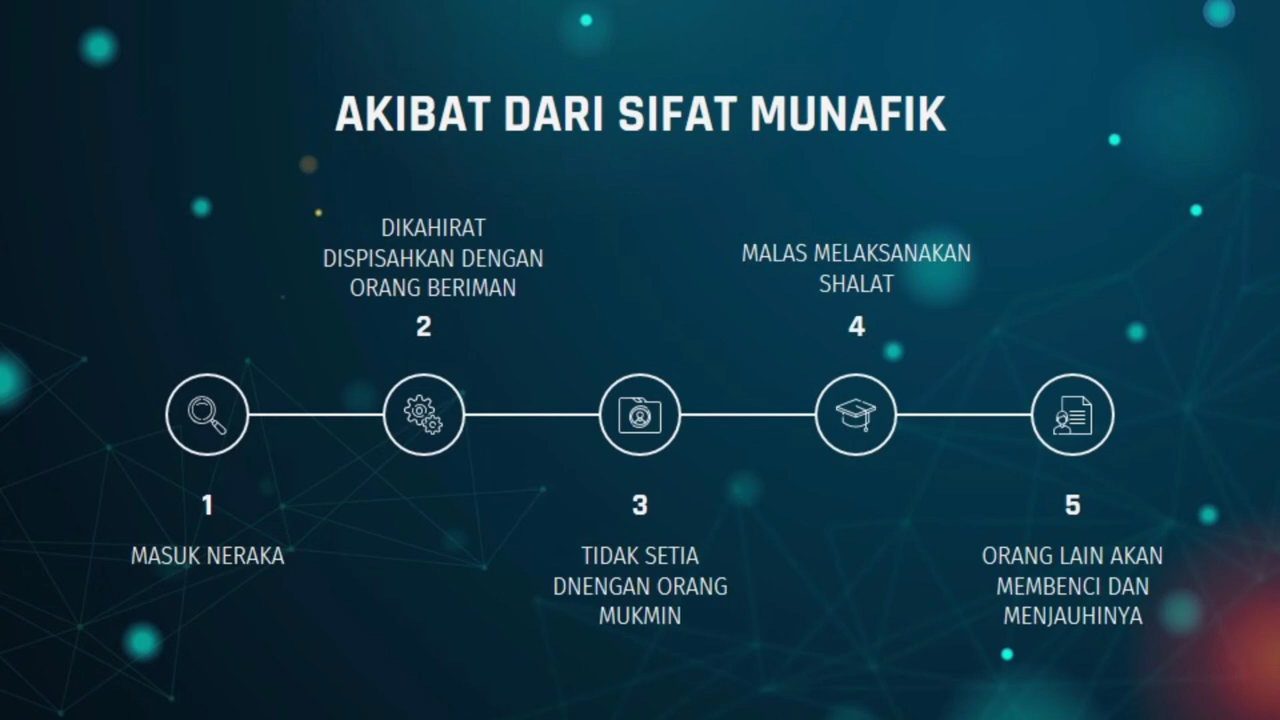 AKIBAT DARI SIFAT MUNAFIK
1
MASUK NERAKA
DIKAHIRAT
DISPISAHKAN DENGAN
ORANG BERIMAN
2
3
TIDAK SETIA
DNENGAN ORANG
MUKMIN
MALAS MELAKSANAKAN
SHALAT
4
5
ORANG LAIN AKAN
MEMBENCI DAN
MENJAUHINYA